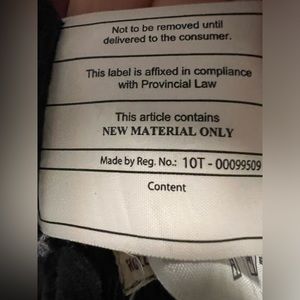 Not to be removed until
delivered to the consumer.
This label is affixed in compliance
with Provincial Law
This article contains
NEW MATERIAL ONLY
Made by Reg. No.: 10T - 00099509
Content